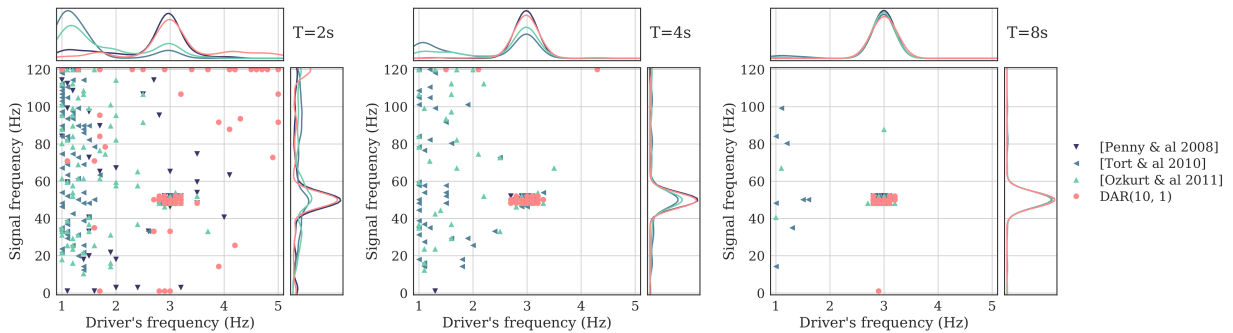 T=2s
120
100
80
60
40
20
0
Signal frequency (Hz)
1 2 3 4 5
Driver's frequency (Hz)
T=4s
120
100
80
60
40
20
0
Signal frequency (Hz)
1 2 3 4 5
Driver's frequency (Hz)
T=8s
120
100
80
60
40
20
0
Signal frequency (Hz)
1 2 3 4 5
Driver's frequency (Hz)
[Penny & al 2008]
[Tort & al 2010]
[Ozkurt & al 2011]
DAR(10, 1)